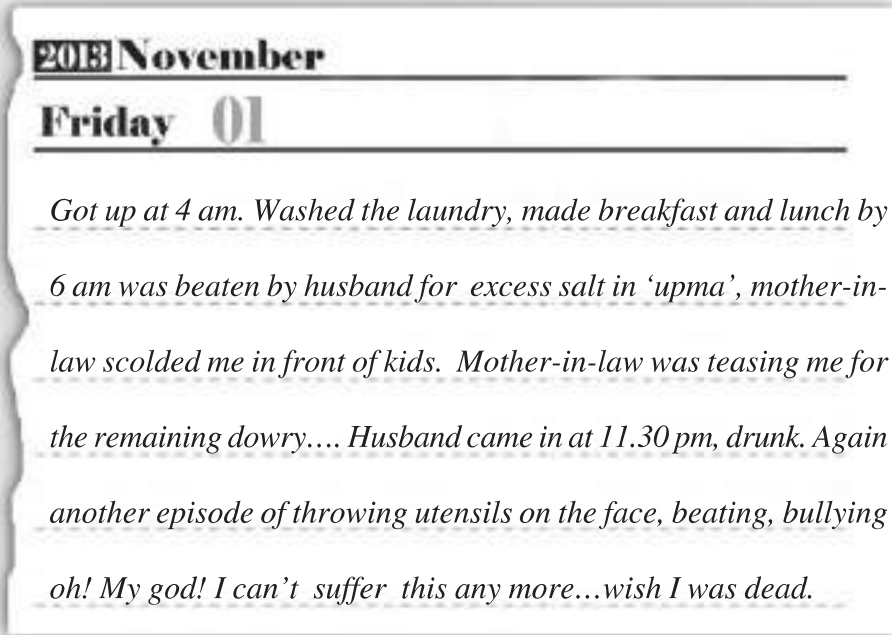 2013 November
Friday 01
Got up at 4 am. Washed the laundry, made breakfast and lunch by
6 am was beaten by husband for excess salt in ‘upma’, mother-in-
law scolded me in front of kids. Mother-in-law was teasing me for
the remaining dowry…. Husband came in at 11.30 pm, drunk. Again
another episode of throwing utensils on the face, beating, bullying
oh! My god! I can’t suffer this any more…wish I was dead.